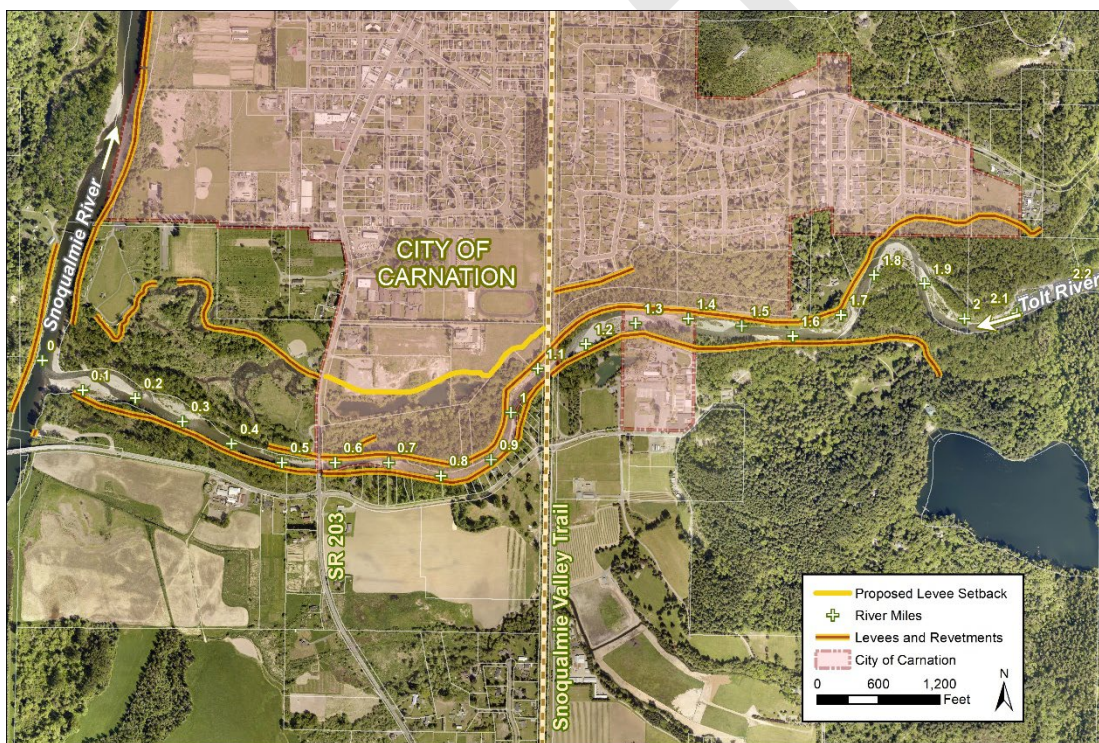 Snoqualmie River
CITY OF
CARNATION
Tolt River
SR 203
Snoqualmie Valley Trail
0
0.1
0.2
0.3
0.4
0.5
0.6
0.7
0.8
0.9
1
1.1
1.2
1.3
1.4
1.5
1.6
1.7
1.8
1.9
2
2.1
2.2
Proposed Levee Setback
River Miles
Levees and Revetments
City of Carnation
0 600 1,200
Feet
N